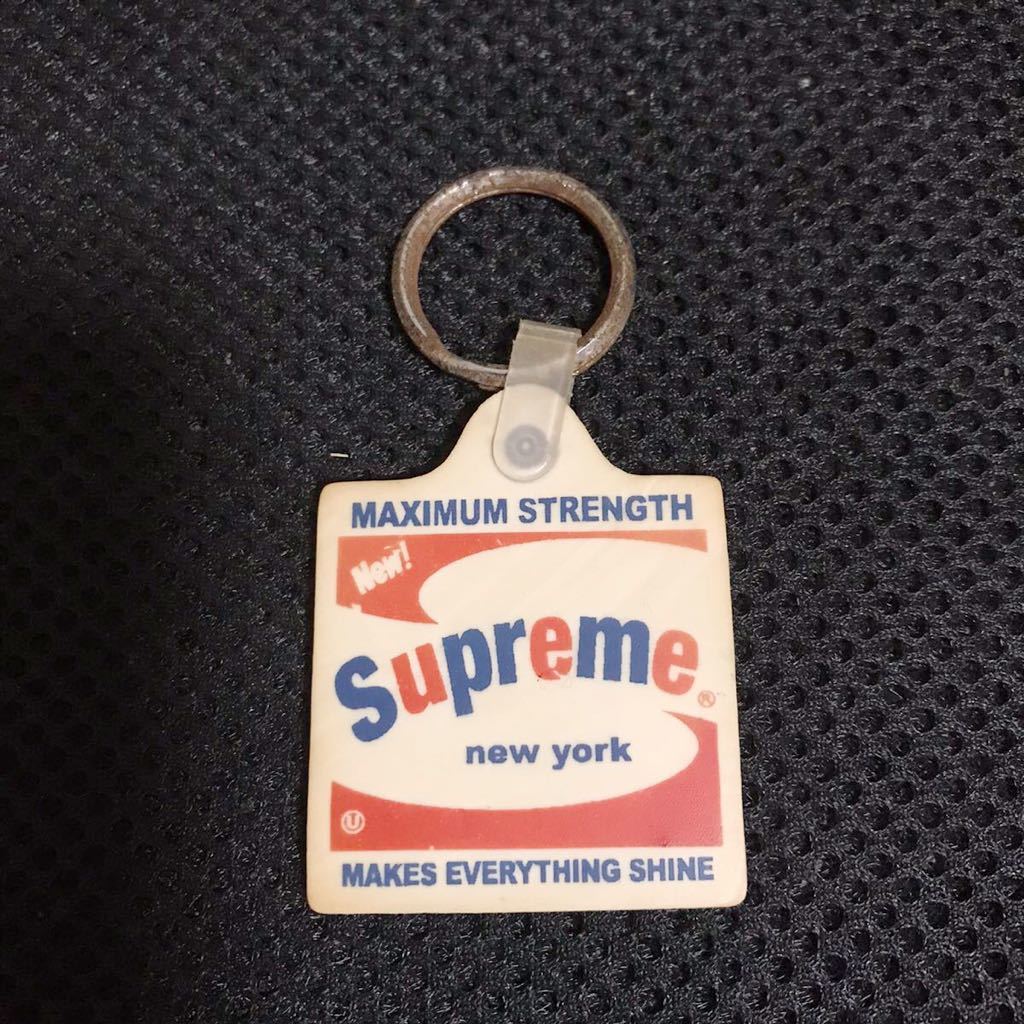 MAXIMUM STRENGTH
New!
Supreme®
new york
Ⓤ
MAKES EVERYTHING SHINE